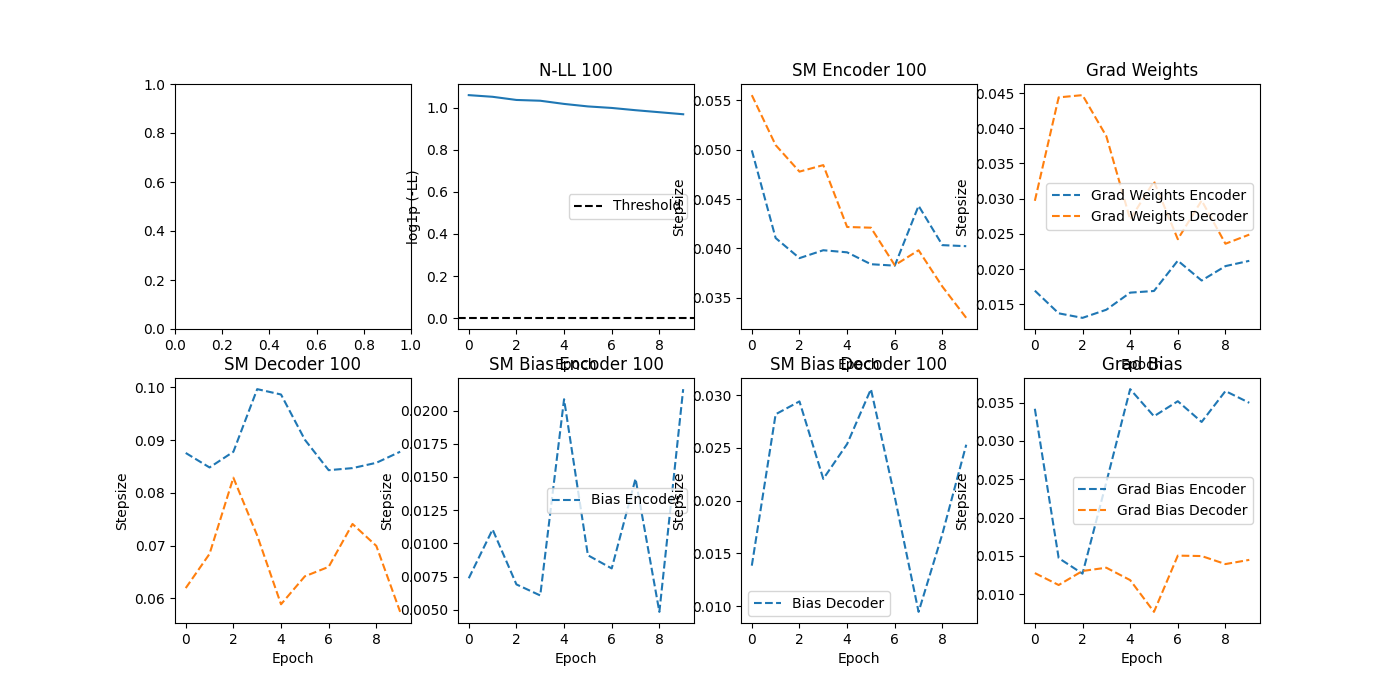 N-LL 100
SM Encoder 100
Grad Weights
1.0
0.8
0.6
0.4
0.2
0.0
0.0 0.2 0.4 0.6 0.8 1.0
log1p (-LL)
1.0
0.8
0.6
0.4
0.2
0.0
Threshold
0 2 4 6 8
Epoch
Stepsize
0.055
0.050
0.045
0.040
0.035
0 2 4 6 8
Epoch
Stepsize
0.045
0.040
0.035
0.030
0.025
0.020
0.015
Grad Weights Encoder
Grad Weights Decoder
0 2 4 6 8
Epoch
SM Decoder 100
SM Bias Encoder 100
SM Bias Decoder 100
Grad Bias
Stepsize
0.10
0.09
0.08
0.07
0.06
0 2 4 6 8
Epoch
Stepsize
0.0200
0.0175
0.0150
0.0125
0.0100
0.0075
0.0050
Bias Encoder
0 2 4 6 8
Epoch
Stepsize
0.030
0.025
0.020
0.015
0.010
Bias Decoder
0 2 4 6 8
Epoch
Stepsize
0.035
0.030
0.025
0.020
0.015
0.010
Grad Bias Encoder
Grad Bias Decoder
0 2 4 6 8
Epoch